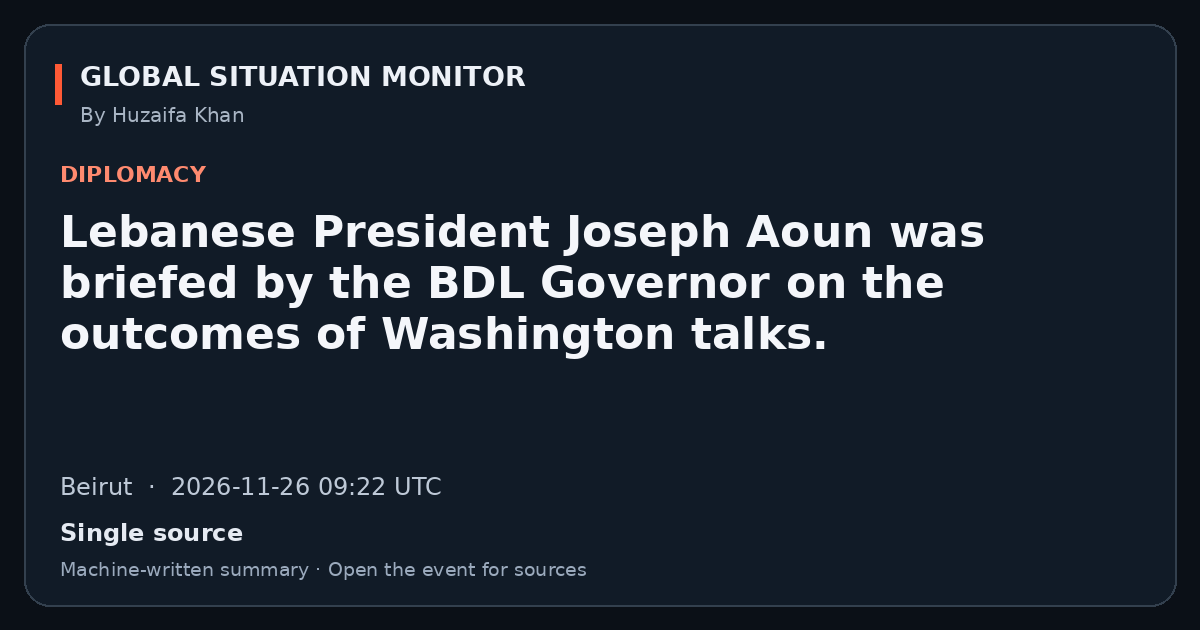 GLOBAL SITUATION MONITOR
By Huzaifa Khan
DIPLOMACY
Lebanese President Joseph Aoun was
briefed by the BDL Governor on the
outcomes of Washington talks.
Beirut · 2026-11-26 09:22 UTC
Single source
Machine-written summary · Open the event for sources